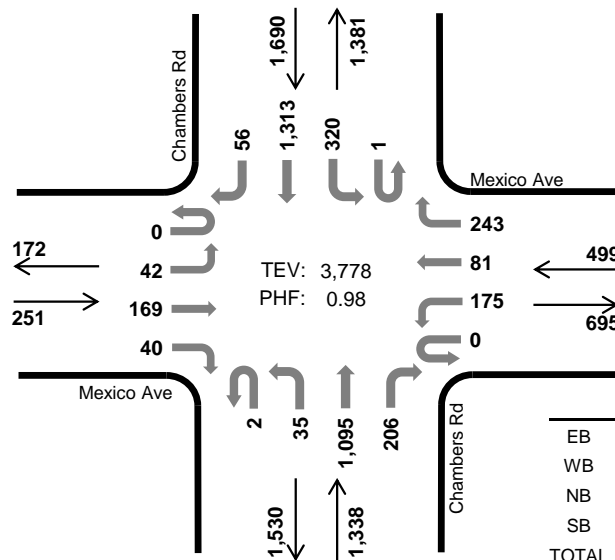 1,690
1,381
Chambers Rd
56
1,313
320
1
Mexico Ave
0
243
172
42
TEV: 3,778
81
499
251
169
PHF: 0.98
175
695
40
0
Mexico Ave
2
35
1,095
206
Chambers Rd
1,530
1,338
EB
WB
NB
SB
TOTAL